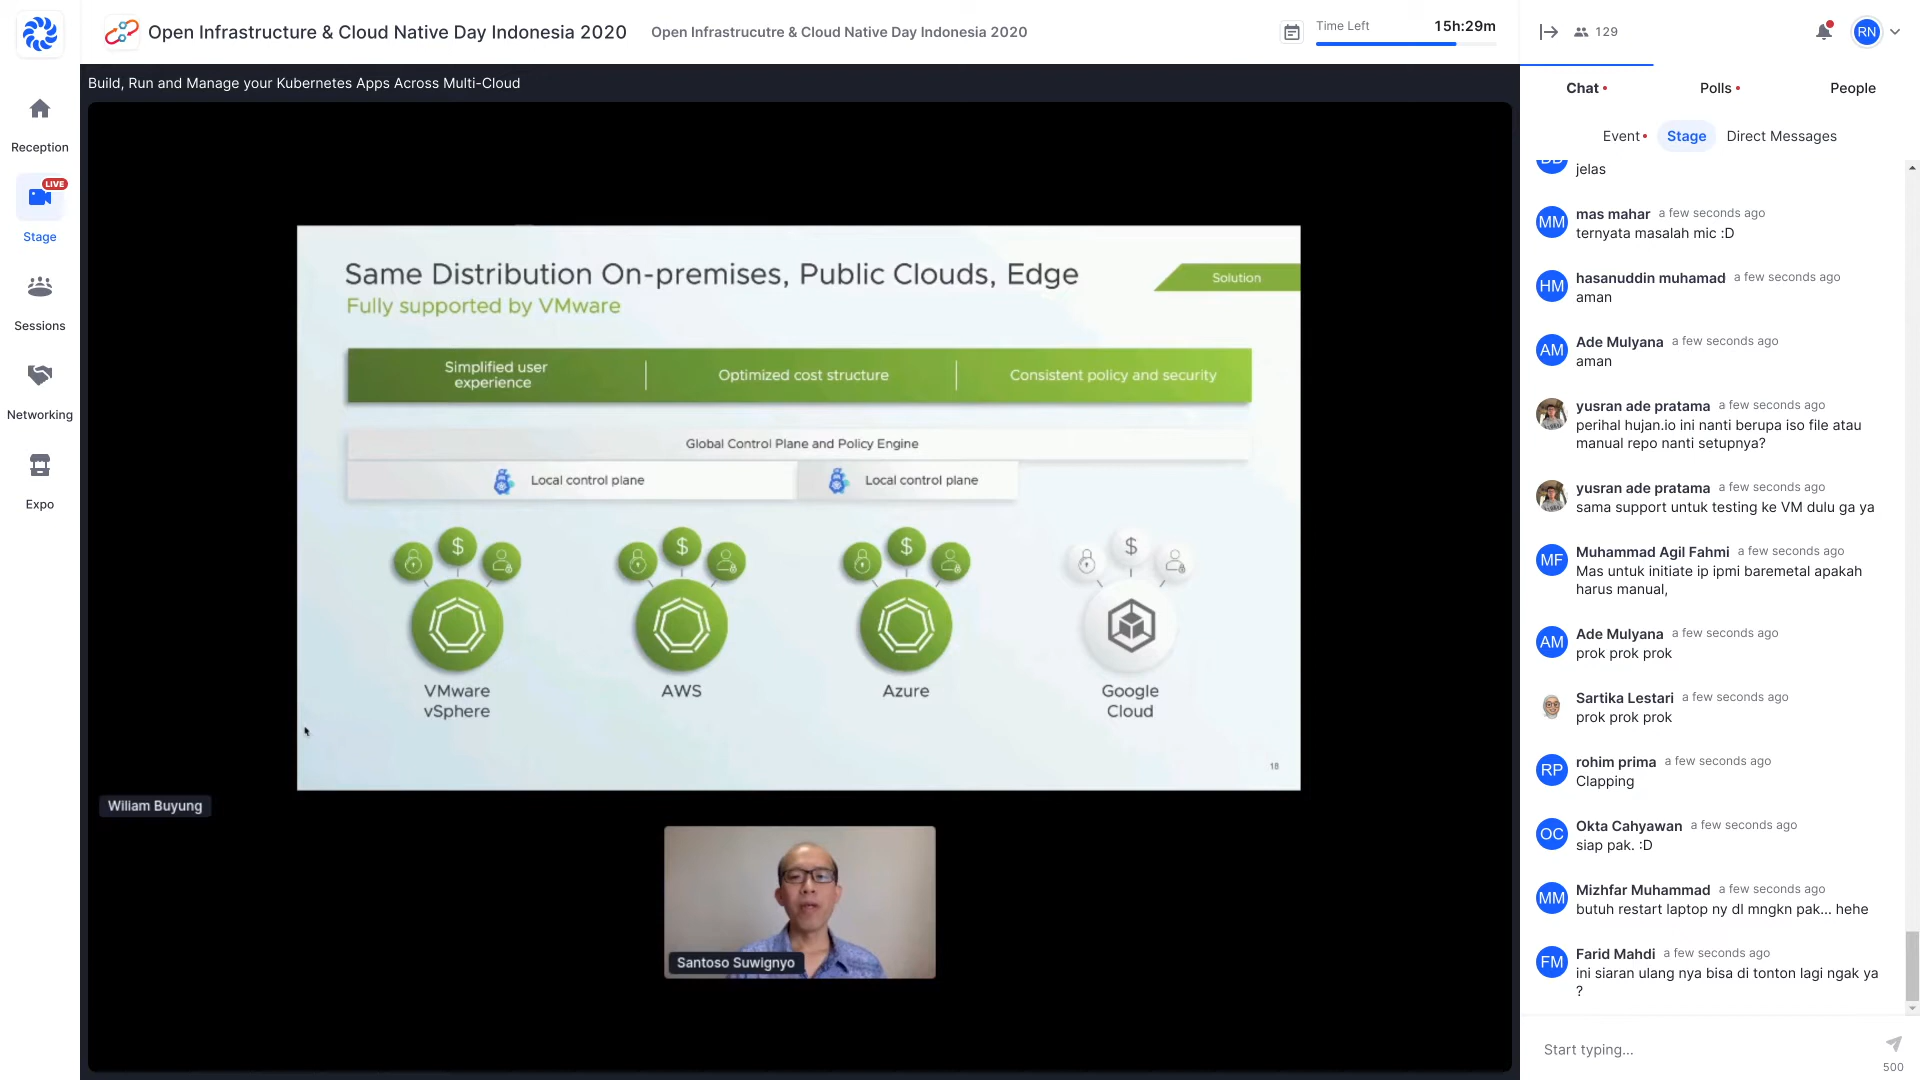 Open Infrastructure & Cloud Native Day Indonesia 2020
Open Infrastrucutre & Cloud Native Day Indonesia 2020
Time Left
15h:29m
129
RN
Reception
LIVE
Stage
Sessions
Networking
Expo
Build, Run and Manage your Kubernetes Apps Across Multi-Cloud
Same Distribution On-premises, Public Clouds, Edge
Fully supported by VMware
Solution
Simplified user
experience
Optimized cost structure
Consistent policy and security
Global Control Plane and Policy Engine
Local control plane
Local control plane
$
$
$
$
VMware
vSphere
AWS
Azure
Google
Cloud
18
Wiliam Buyung
Santoso Suwignyo
Chat
Polls
People
Event
Stage
Direct Messages
jelas
MM
mas mahar a few seconds ago
ternyata masalah mic :D
HM
hasanuddin muhamad a few seconds ago
aman
AM
Ade Mulyana a few seconds ago
aman
yusran ade pratama a few seconds ago
perihal hujan.io ini nanti berupa iso file atau
manual repo nanti setupnya?
yusran ade pratama a few seconds ago
sama support untuk testing ke VM dulu ga ya
MF
Muhammad Agil Fahmi a few seconds ago
Mas untuk initiate ip ipmi baremetal apakah
harus manual,
AM
Ade Mulyana a few seconds ago
prok prok prok
Sartika Lestari a few seconds ago
prok prok prok
RP
rohim prima a few seconds ago
Clapping
OC
Okta Cahyawan a few seconds ago
siap pak. :D
MM
Mizhfar Muhammad a few seconds ago
butuh restart laptop ny dl mngkn pak... hehe
FM
Farid Mahdi a few seconds ago
ini siaran ulang nya bisa di tonton lagi ngak ya
?
Start typing...
500